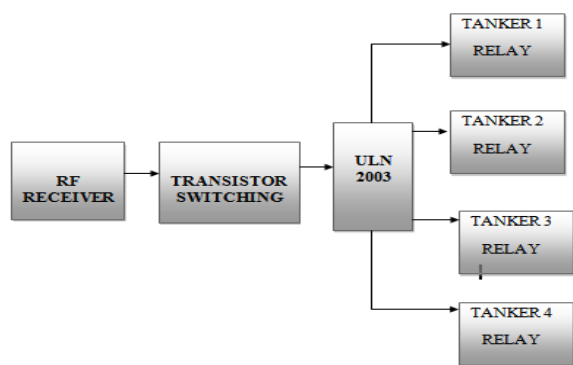 RF
RECEIVER
TRANSISTOR
SWITCHING
ULN
2003
TANKER 1
RELAY
TANKER 2
RELAY
TANKER 3
RELAY
TANKER 4
RELAY